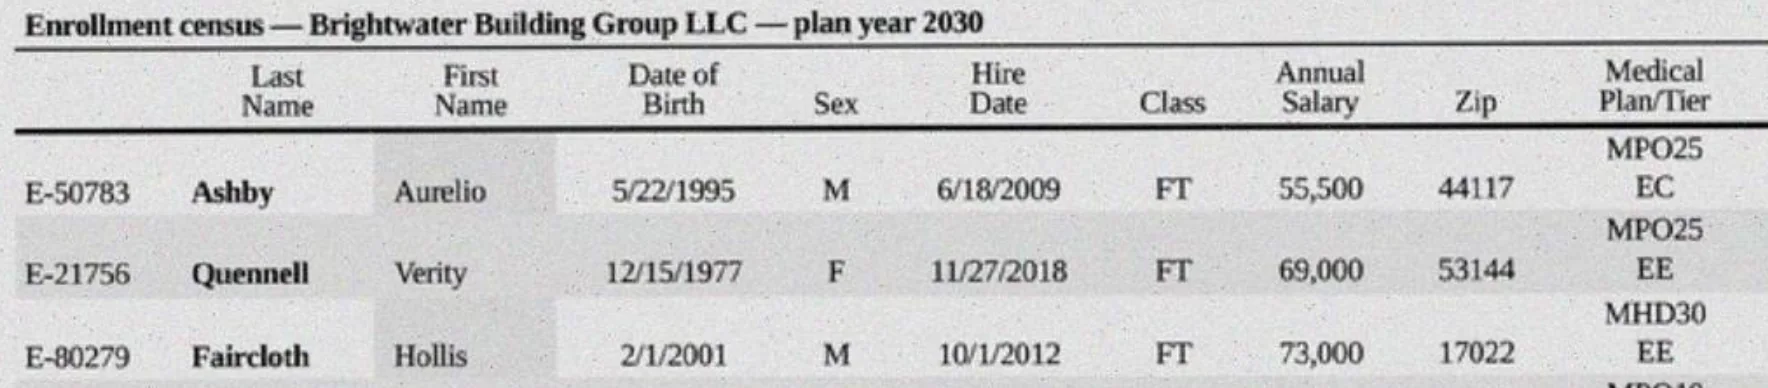 Enrollment census — Brightwater Building Group LLC — plan year 2030
Last Name First Name Date of Birth Sex Hire Date Class Annual Salary Zip Medical Plan/Tier
E-50783 Ashby Aurelio 5/22/1995 M 6/18/2009 FT 55,500 44117 MPO25 EC
E-21756 Quennell Verity 12/15/1977 F 11/27/2018 FT 69,000 53144 MPO25 EE
E-80279 Faircloth Hollis 2/1/2001 M 10/1/2012 FT 73,000 17022 MHD30 EE